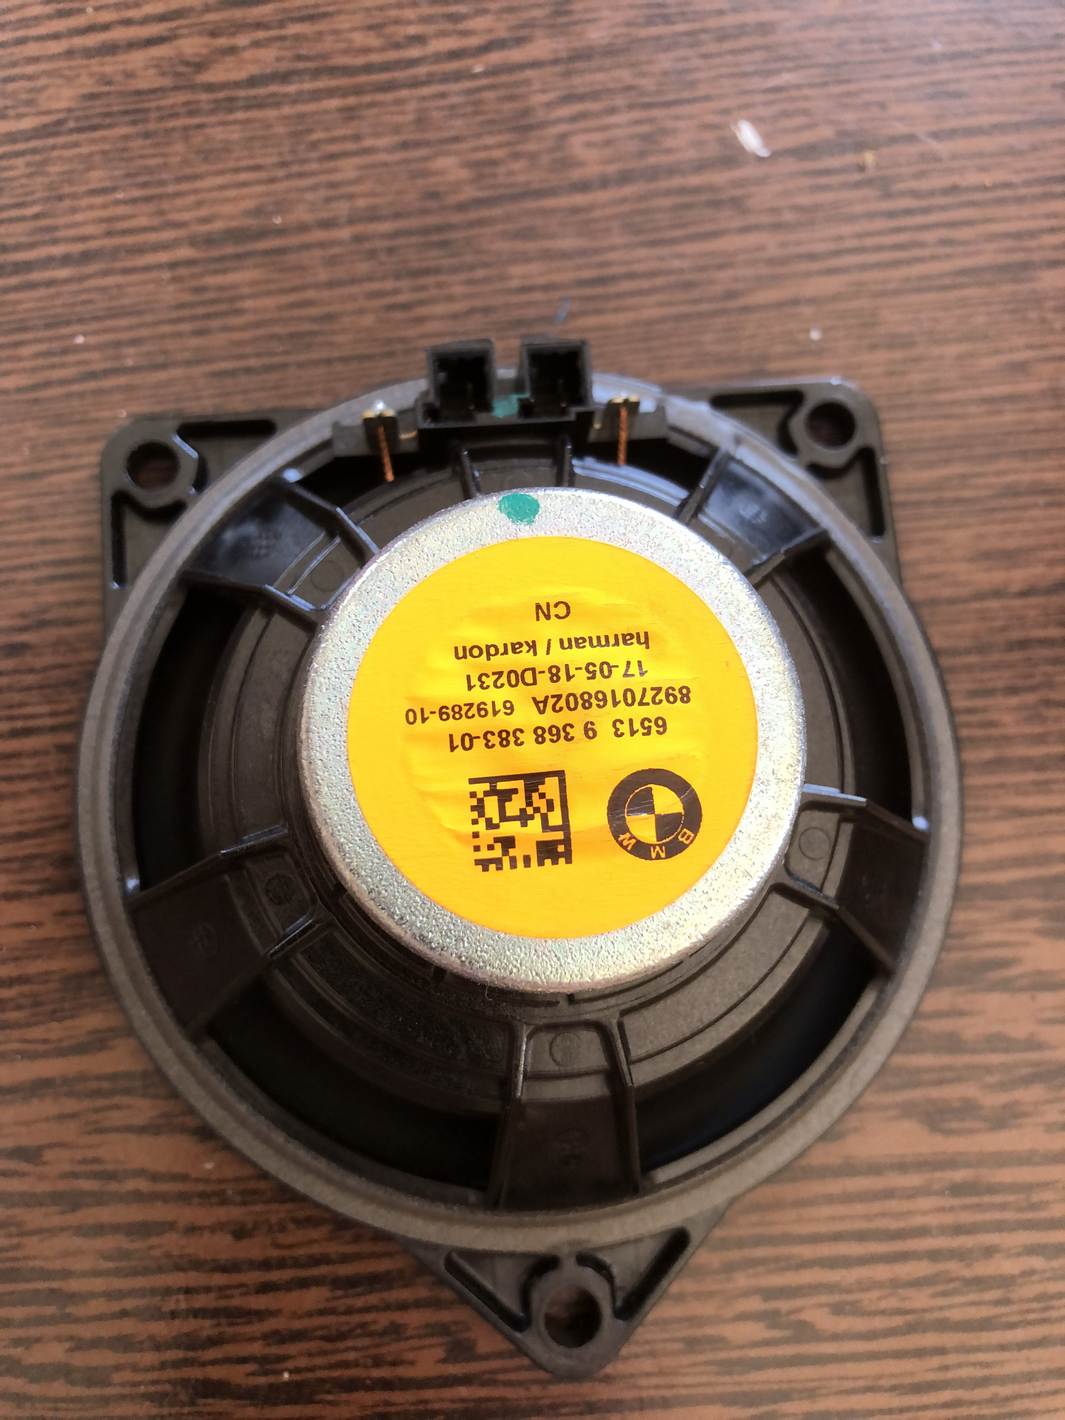 BMW
6513 9 368 383-01
8927016802A 619289-10
17-05-18-D0231
harman / kardon
CN